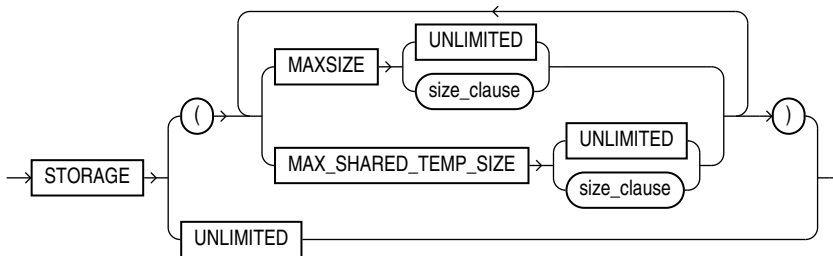 UNLIMITED
MAXSIZE
size_clause
(
)
UNLIMITED
MAX_SHARED_TEMP_SIZE
STORAGE
size_clause
UNLIMITED